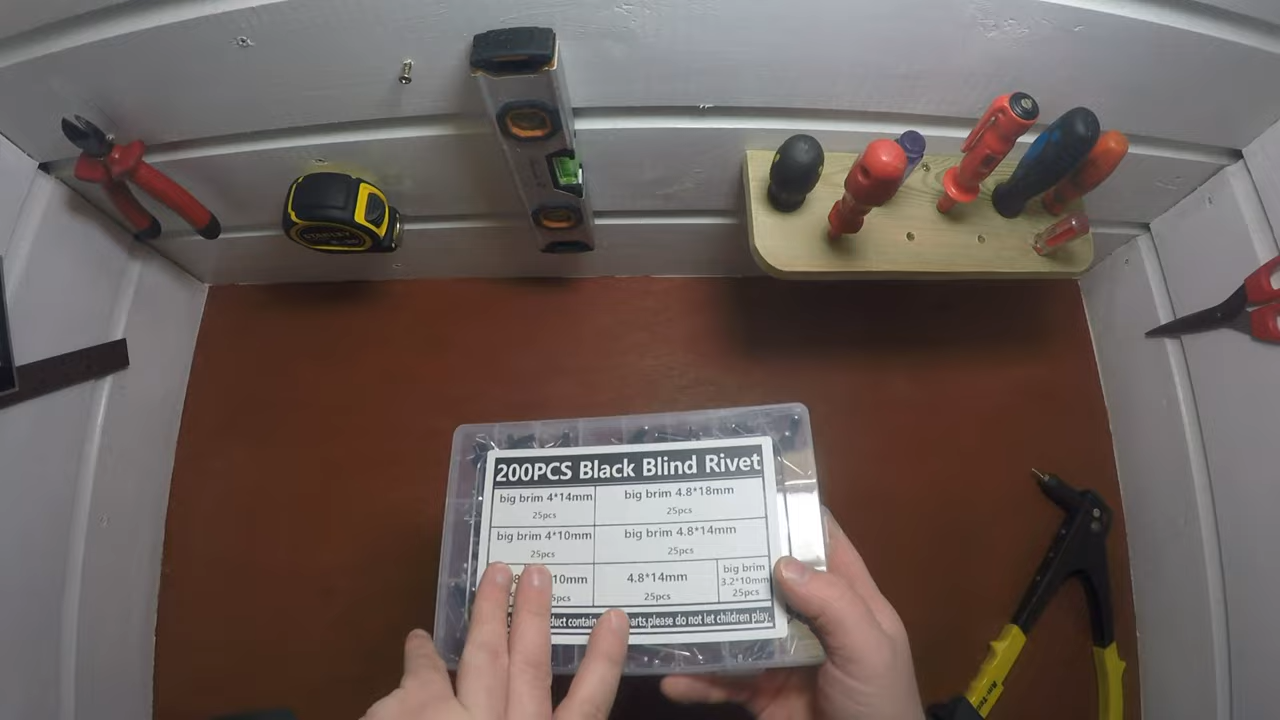 STANLEY
200PCS Black Blind Rivet
big brim 4*14mm
25pcs
big brim 4.8*18mm
25pcs
big brim 4*10mm
25pcs
big brim 4.8*14mm
25pcs
10mm
4.8*14mm
25pcs
big brim
3.2*10mm
25pcs
contain please do not let children play.